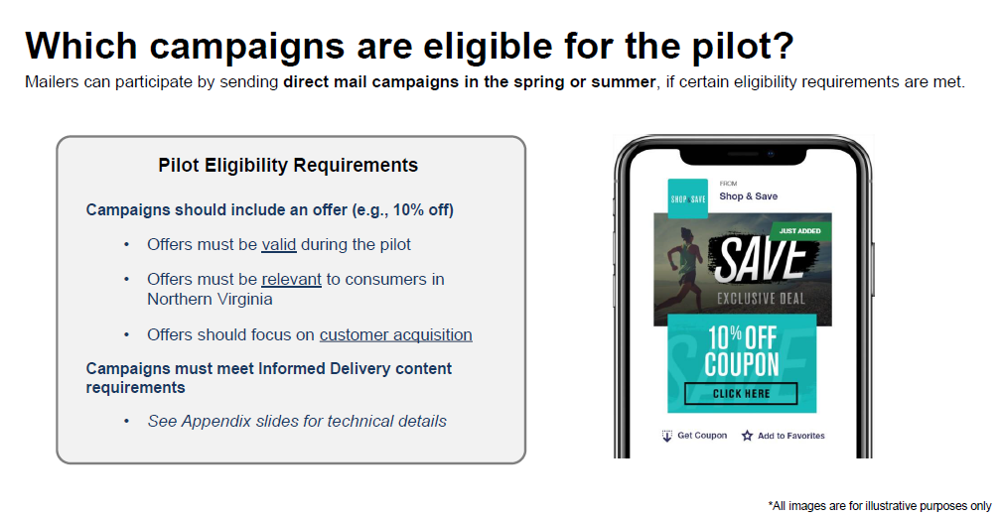 Which campaigns are eligible for the pilot?
Mailers can participate by sending direct mail campaigns in the spring or summer, if certain eligibility requirements are met.
Pilot Eligibility Requirements
Campaigns should include an offer (e.g., 10% off)
• Offers must be valid during the pilot
• Offers must be relevant to consumers in
Northern Virginia
• Offers should focus on customer acquisition
Campaigns must meet Informed Delivery content
requirements
• See Appendix slides for technical details
FROM
SHOP & SAVE
Shop & Save
JUST ADDED
SAVE
EXCLUSIVE DEAL
SAVE
10% OFF
COUPON
CLICK HERE
Get Coupon
Add to Favorites
*All images are for illustrative purposes only